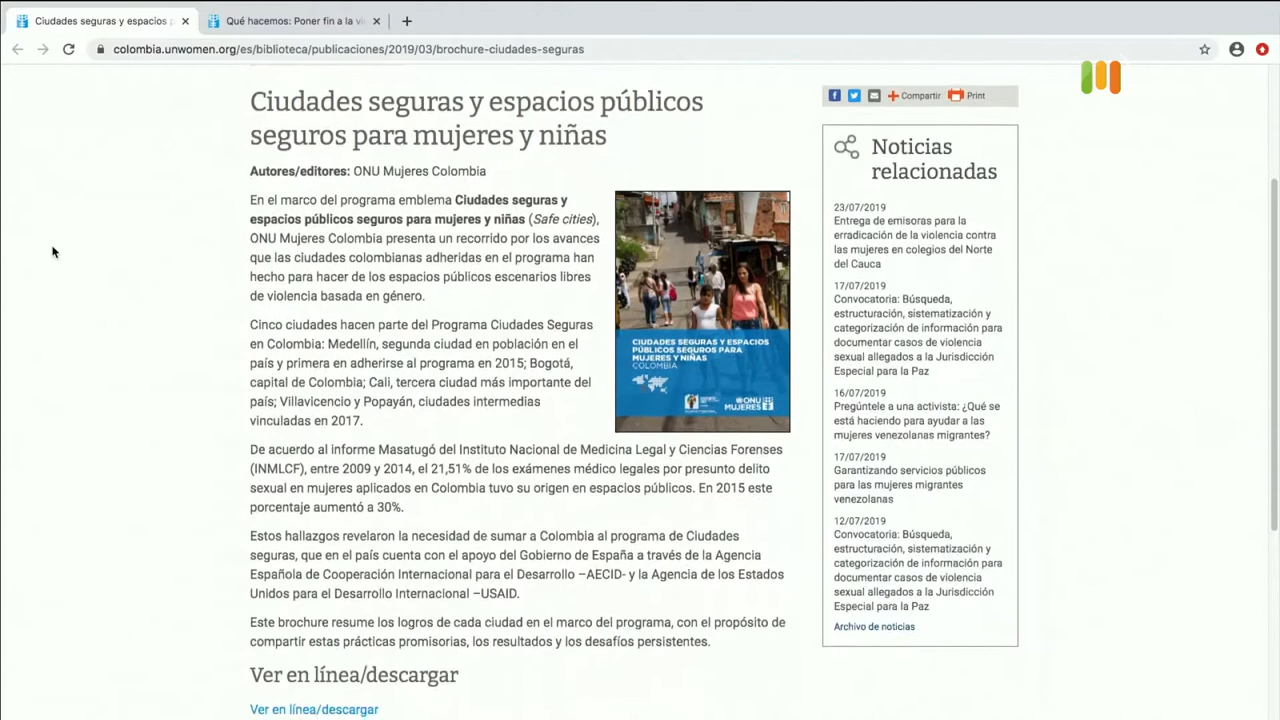 Ciudades seguras y espacios p
Qué hacemos: Poner fin a la vi
colombia.unwomen.org/es/biblioteca/publicaciones/2019/03/brochure-ciudades-seguras
Ciudades seguras y espacios públicos
seguros para mujeres y niñas
Autores/editores: ONU Mujeres Colombia
En el marco del programa emblema Ciudades seguras y
espacios públicos seguros para mujeres y niñas (Safe cities),
ONU Mujeres Colombia presenta un recorrido por los avances
que las ciudades colombianas adheridas en el programa han
hecho para hacer de los espacios públicos escenarios libres
de violencia basada en género.
Cinco ciudades hacen parte del Programa Ciudades Seguras
en Colombia: Medellín, segunda ciudad en población en el
país y primera en adherirse al programa en 2015; Bogotá,
capital de Colombia; Cali, tercera ciudad más importante del
país; Villavicencio y Popayán, ciudades intermedias
vinculadas en 2017.
CIUDADES SEGURAS Y ESPACIOS
PÚBLICOS SEGUROS PARA
MUJERES Y NIÑAS
COLOMBIA
ONU
MUJERES
De acuerdo al informe Masatugó del Instituto Nacional de Medicina Legal y Ciencias Forenses
(INMLCF), entre 2009 y 2014, el 21,51% de los exámenes médico legales por presunto delito
sexual en mujeres aplicados en Colombia tuvo su origen en espacios públicos. En 2015 este
porcentaje aumentó a 30%.
Estos hallazgos revelaron la necesidad de sumar a Colombia al programa de Ciudades
seguras, que en el país cuenta con el apoyo del Gobierno de España a través de la Agencia
Española de Cooperación Internacional para el Desarrollo –AECID- y la Agencia de los Estados
Unidos para el Desarrollo Internacional –USAID.
Este brochure resume los logros de cada ciudad en el marco del programa, con el propósito de
compartir estas prácticas promisorias, los resultados y los desafíos persistentes.
Ver en línea/descargar
Ver en línea/descargar
Compartir
Print
Noticias
relacionadas
23/07/2019
Entrega de emisoras para la
erradicación de la violencia contra
las mujeres en colegios del Norte
del Cauca
17/07/2019
Convocatoria: Búsqueda,
estructuración, sistematización y
categorización de información para
documentar casos de violencia
sexual allegados a la Jurisdicción
Especial para la Paz
16/07/2019
Pregúntele a una activista: ¿Qué se
está haciendo para ayudar a las
mujeres venezolanas migrantes?
17/07/2019
Garantizando servicios públicos
para las mujeres migrantes
venezolanas
12/07/2019
Convocatoria: Búsqueda,
estructuración, sistematización y
categorización de información para
documentar casos de violencia
sexual allegados a la Jurisdicción
Especial para la Paz
Archivo de noticias